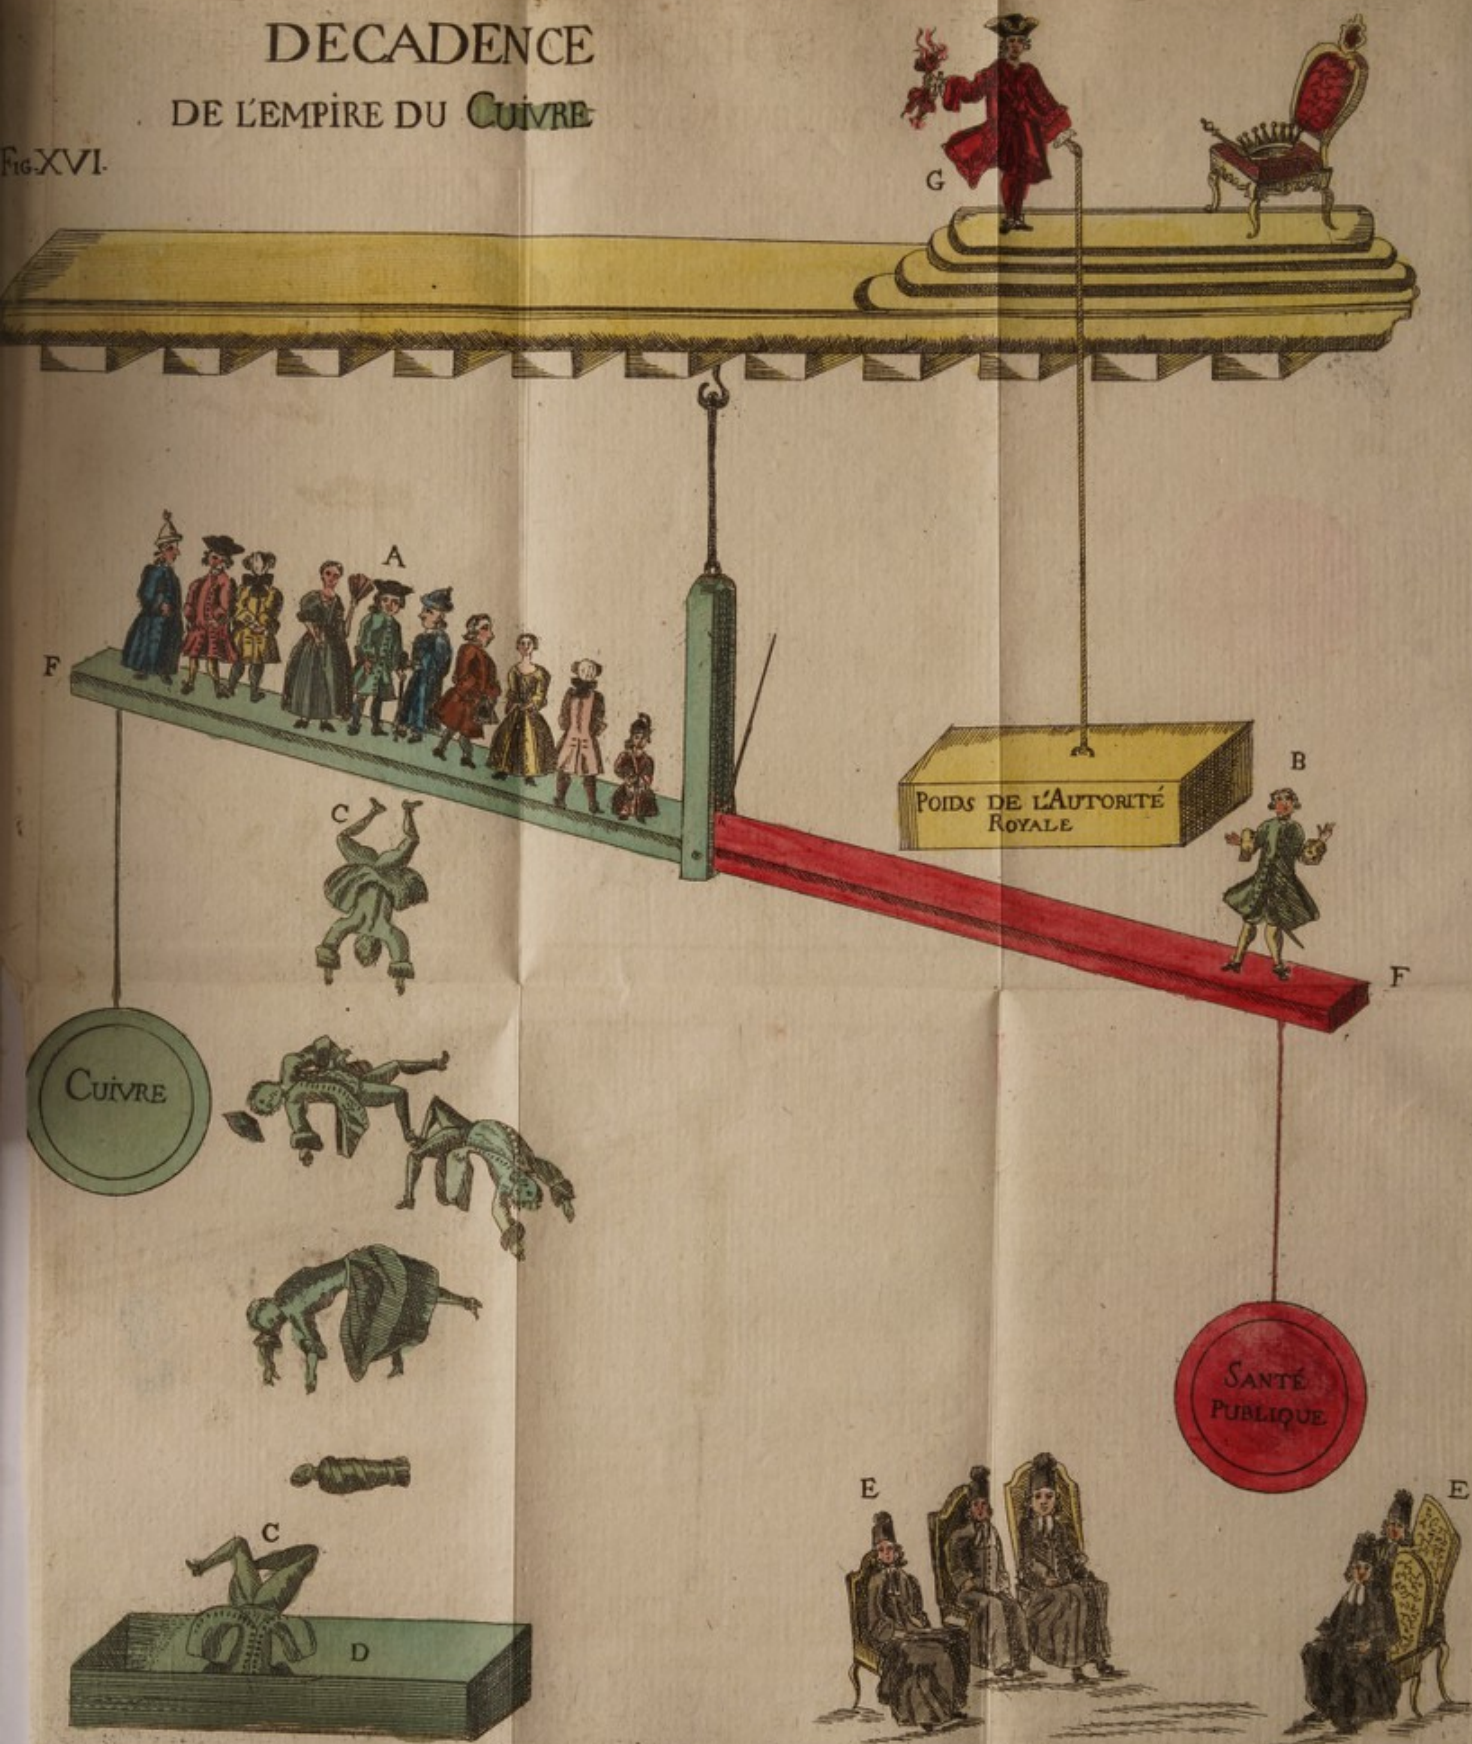 DECADENCE
DE L'EMPIRE DU CUIVRE
FIG. XVI.
G
A
F
B
POIDS DE L'AUTORITÉ
ROYALE
C
F
CUIVRE
SANTÉ
PUBLIQUE
E
E
C
D